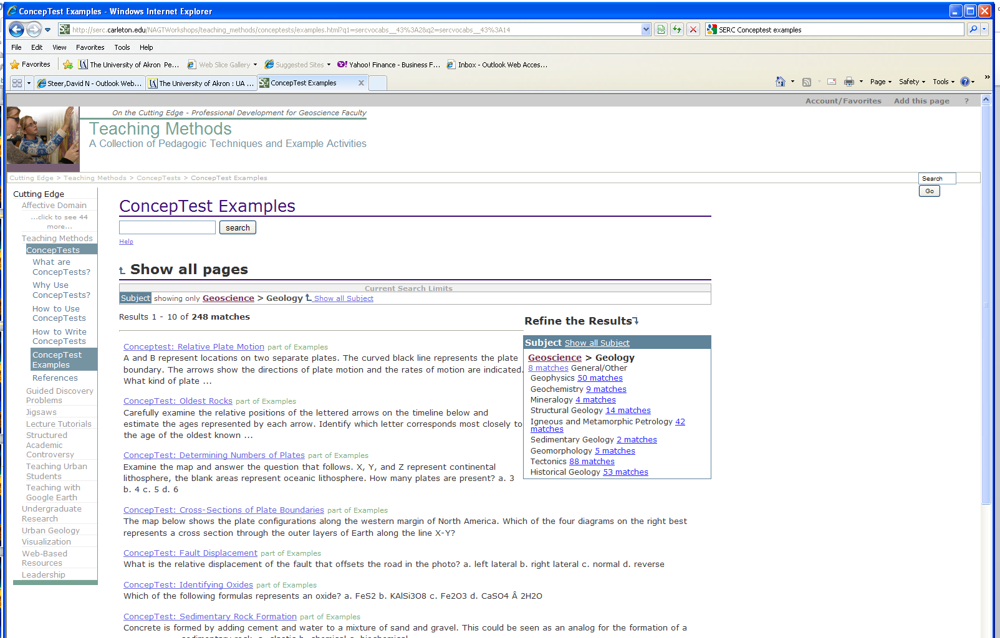 ConcepTest Examples - Windows Internet Explorer
http://serc.carleton.edu/NAGTWorkshops/teaching_methods/conceptests/examples.html?q1=sercvocabs__43%3A2&q2=sercvocabs__43%3A14
SERC Conceptest examples
File Edit View Favorites Tools Help
Favorites The University of Akron Pe... Web Slice Gallery Suggested Sites Yahoo! Finance - Business F... Inbox - Outlook Web Acces...
Steer,David N - Outlook Web... The University of Akron : UA ... ConcepTest Examples Page Safety Tools
Account/Favorites Add this page ?
On the Cutting Edge - Professional Development for Geoscience Faculty
Teaching Methods
A Collection of Pedagogic Techniques and Example Activities
Cutting Edge > Teaching Methods > ConcepTests > ConcepTest Examples
Search
Go
Cutting Edge
Affective Domain
...click to see 44
more...
Teaching Methods
ConcepTests
What are
ConcepTests?
Why Use
ConcepTests?
How to Use
ConcepTests
How to Write
ConcepTests
ConcepTest
Examples
References
Guided Discovery
Problems
Jigsaws
Lecture Tutorials
Structured
Academic
Controversy
Teaching Urban
Students
Teaching with
Google Earth
Undergraduate
Research
Urban Geology
Visualization
Web-Based
Resources
Leadership
ConcepTest Examples
search
Help
Show all pages
Current Search Limits
Subject showing only Geoscience > Geology Show all Subject
Results 1 - 10 of 248 matches
Conceptest: Relative Plate Motion part of Examples
A and B represent locations on two separate plates. The curved black line represents the plate
boundary. The arrows show the directions of plate motion and the rates of motion are indicated.
What kind of plate ...
ConcepTest: Oldest Rocks part of Examples
Carefully examine the relative positions of the lettered arrows on the timeline below and
estimate the ages represented by each arrow. Identify which letter corresponds most closely to
the age of the oldest known ...
ConcepTest: Determining Numbers of Plates part of Examples
Examine the map and answer the question that follows. X, Y, and Z represent continental
lithosphere, the blank areas represent oceanic lithosphere. How many plates are present? a. 3
b. 4 c. 5 d. 6
ConcepTest: Cross-Sections of Plate Boundaries part of Examples
The map below shows the plate configurations along the western margin of North America. Which of the four diagrams on the right best
represents a cross section through the outer layers of Earth along the line X-Y?
ConcepTest: Fault Displacement part of Examples
What is the relative displacement of the fault that offsets the road in the photo? a. left lateral b. right lateral c. normal d. reverse
ConcepTest: Identifying Oxides part of Examples
Which of the following formulas represents an oxide? a. FeS2 b. KAlSi3O8 c. Fe2O3 d. CaSO4 Â 2H2O
ConcepTest: Sedimentary Rock Formation part of Examples
Concrete is formed by adding cement and water to a mixture of sand and gravel. This could be seen as an analog for the formation of a
Refine the Results
Subject Show all Subject
Geoscience > Geology
8 matches General/Other
Geophysics 50 matches
Geochemistry 9 matches
Mineralogy 4 matches
Structural Geology 14 matches
Igneous and Metamorphic Petrology 42
matches
Sedimentary Geology 2 matches
Geomorphology 5 matches
Tectonics 88 matches
Historical Geology 53 matches